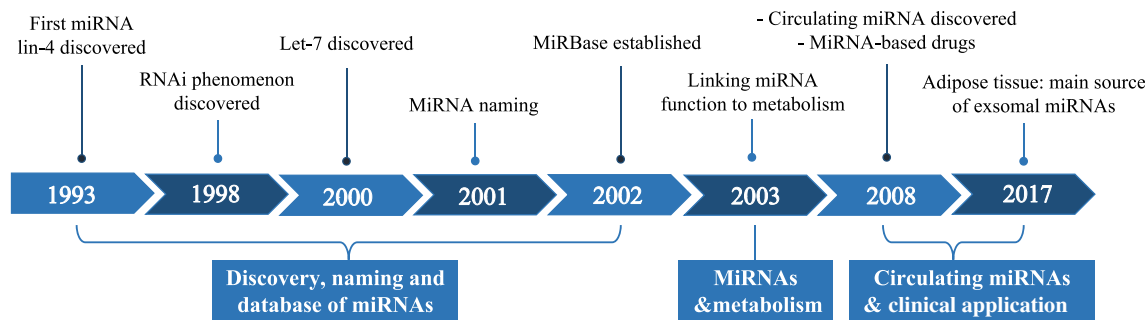 First miRNA
lin-4 discovered
RNAi phenomenon
discovered
Let-7 discovered
MiRNA naming
MiRBase established
Linking miRNA
function to metabolism
- Circulating miRNA discovered
- MiRNA-based drugs
Adipose tissue: main source
of exsomal miRNAs
1993
1998
2000
2001
2002
2003
2008
2017
Discovery, naming and
database of miRNAs
MiRNAs
&metabolism
Circulating miRNAs
& clinical application